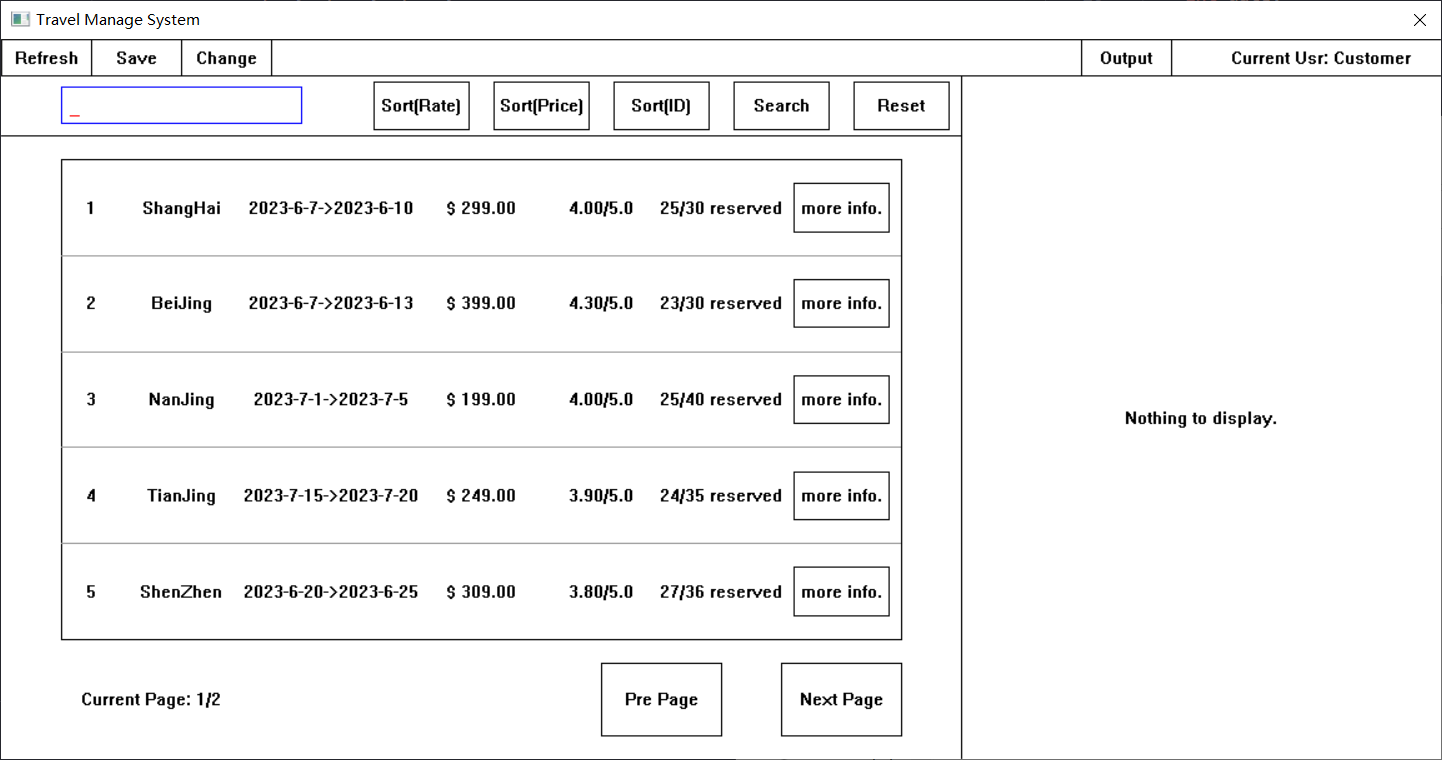 Travel Manage System
Refresh Save Change Output Current Usr: Customer
_ Sort(Rate) Sort(Price) Sort(ID) Search Reset
1 ShangHai 2023-6-7->2023-6-10 $ 299.00 4.00/5.0 25/30 reserved more info.
2 BeiJing 2023-6-7->2023-6-13 $ 399.00 4.30/5.0 23/30 reserved more info.
3 NanJing 2023-7-1->2023-7-5 $ 199.00 4.00/5.0 25/40 reserved more info.
Nothing to display.
4 TianJing 2023-7-15->2023-7-20 $ 249.00 3.90/5.0 24/35 reserved more info.
5 ShenZhen 2023-6-20->2023-6-25 $ 309.00 3.80/5.0 27/36 reserved more info.
Current Page: 1/2 Pre Page Next Page